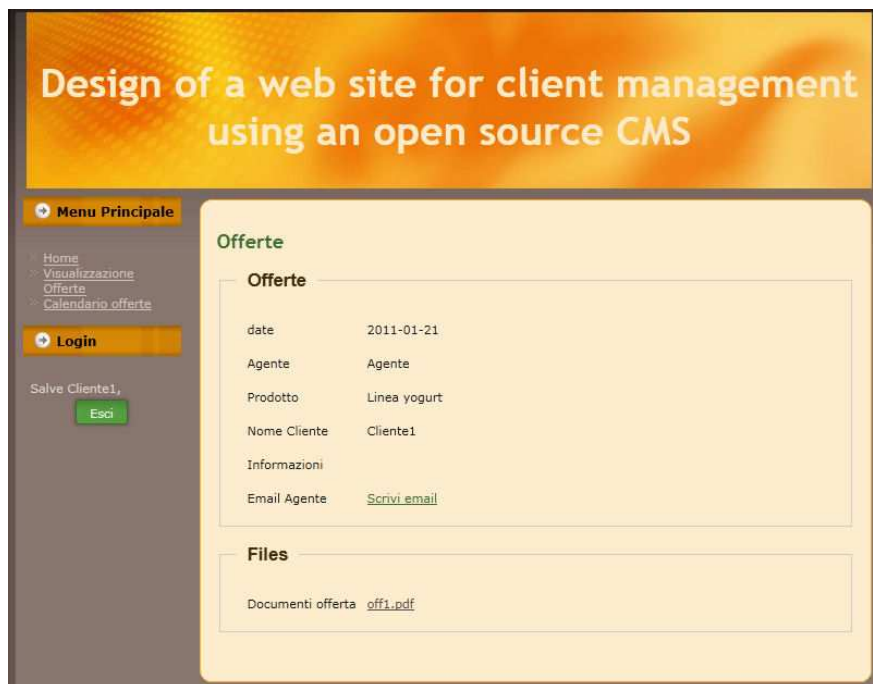 Design of a web site for client management
using an open source CMS
Menu Principale
Home
Visualizzazione
Offerte
Calendario offerte
Login
Salve Cliente1,
Esci
Offerte
Offerte
date 2011-01-21
Agente Agente
Prodotto Linea yogurt
Nome Cliente Cliente1
Informazioni
Email Agente Scrivi email
Files
Documenti offerta off1.pdf